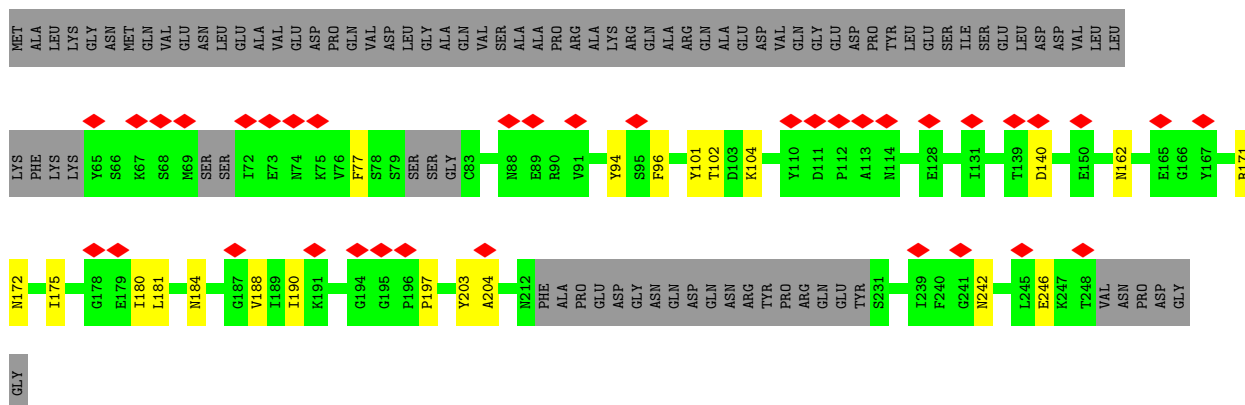 MET ALA LEU LYS GLY ASN MET GLN VAL GLU ASN LEU GLU ALA VAL GLU ASP PRO GLN VAL ASP LEU GLY ALA GLN VAL SER ALA ALA PRO ARG ALA LYS ARG GLN ALA ARG GLN ALA GLU ASP VAL GLN GLY GLU ASP PRO TYR LEU GLU SER ILE SER GLU LEU ASP ASP VAL LEU LEU
LYS PHE LYS LYS Y65 S66 K67 S68 M69 SER SER I72 E73 N74 K75 V76 F77 S78 S79 SER SER GLY C83 N88 E89 R90 V91 Y94 S95 F96 Y101 T102 D103 K104 Y110 D111 P112 A113 N114 E128 I131 T139 D140 E150 N162 E165 G166 Y167 R171
N172 I175 G178 E179 I180 L181 N184 G187 V188 I189 I190 K191 G194 G195 P196 P197 Y203 A204 N212 PHE ALA PRO GLU ASP GLY ASN GLN ASP GLN ASN ARG TYR PRO ARG GLN GLU TYR S231 I239 F240 G241 N242 L245 E246 K247 T248 VAL ASN PRO ASP GLY
GLY